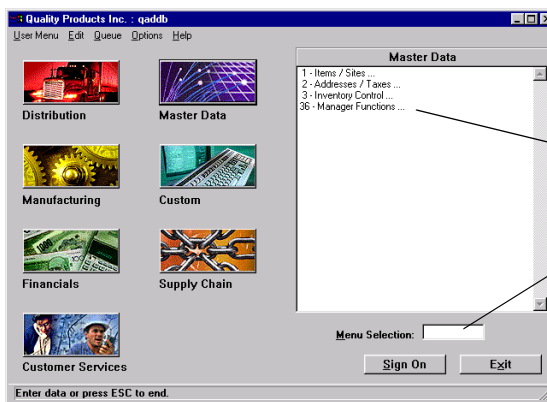 Quality Products Inc. : qaddb
User Menu Edit Queue Options Help
Distribution
Master Data
Manufacturing
Custom
Financials
Supply Chain
Customer Services
Master Data
1 - Items / Sites ...
2 - Addresses / Taxes ...
3 - Inventory Control ...
36 - Manager Functions ...
Menu Selection:
Sign On
Exit
Enter data or press ESC to end.